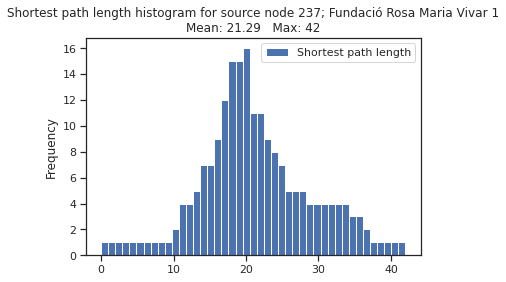 Shortest path length histogram for source node 237; Fundació Rosa Maria Vivar 1
Mean: 21.29   Max: 42
Shortest path length
Frequency
16
14
12
10
8
6
4
2
0
0 10 20 30 40